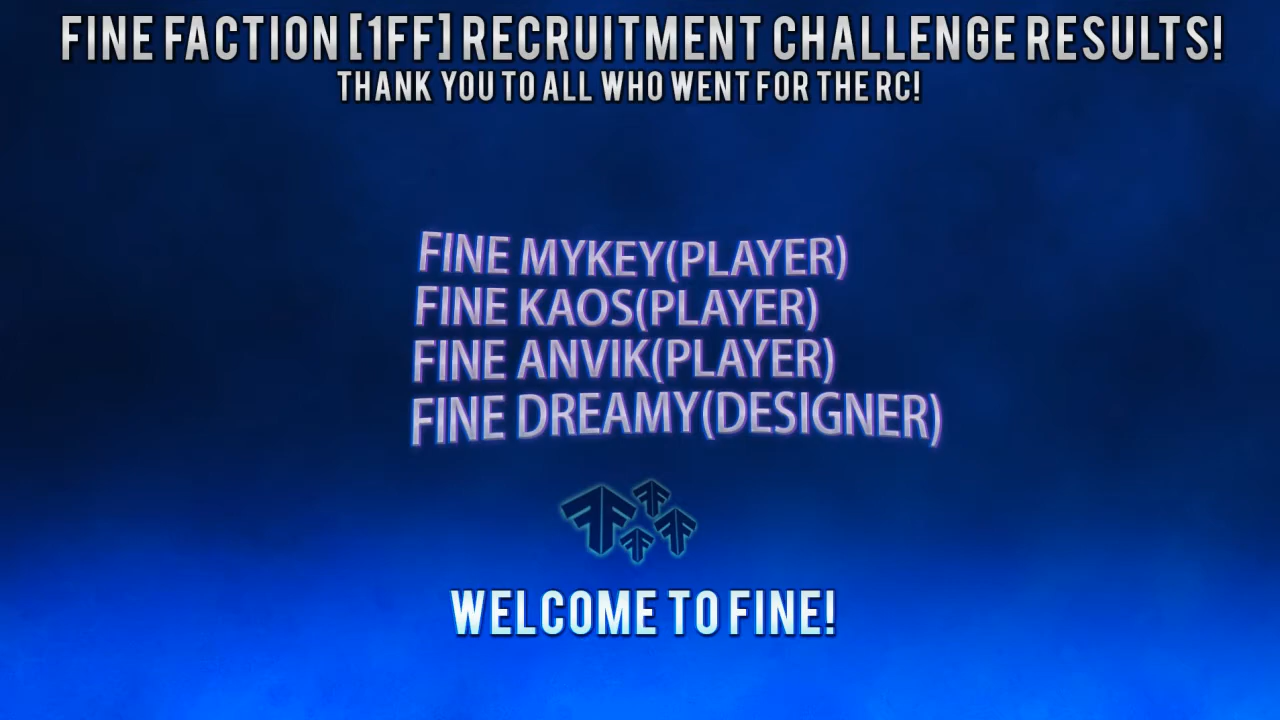 FINE FACTION [1FF] RECRUITMENT CHALLENGE RESULTS!
THANK YOU TO ALL WHO WENT FOR THE RC!
FINE MYKEY(PLAYER)
FINE KAOS(PLAYER)
FINE ANVIK(PLAYER)
FINE DREAMY(DESIGNER)
WELCOME TO FINE!